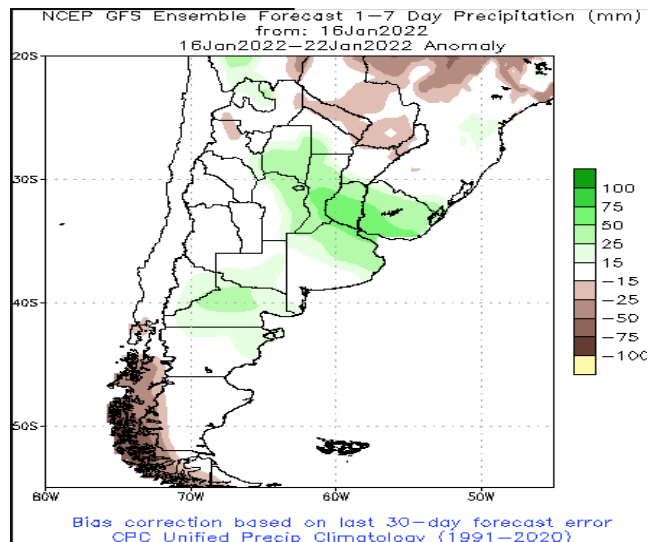 NCEP GFS Ensemble Forecast 1-7 Day Precipitation (mm)
from: 16Jan2022
16Jan2022-22Jan2022 Anomaly
20S
30S
40S
50S
80W
70W
60W
50W
100
75
50
25
15
-15
-25
-50
-75
-100
Bias correction based on last 30-day forecast error
CPC Unified Precip Climatology (1991-2020)